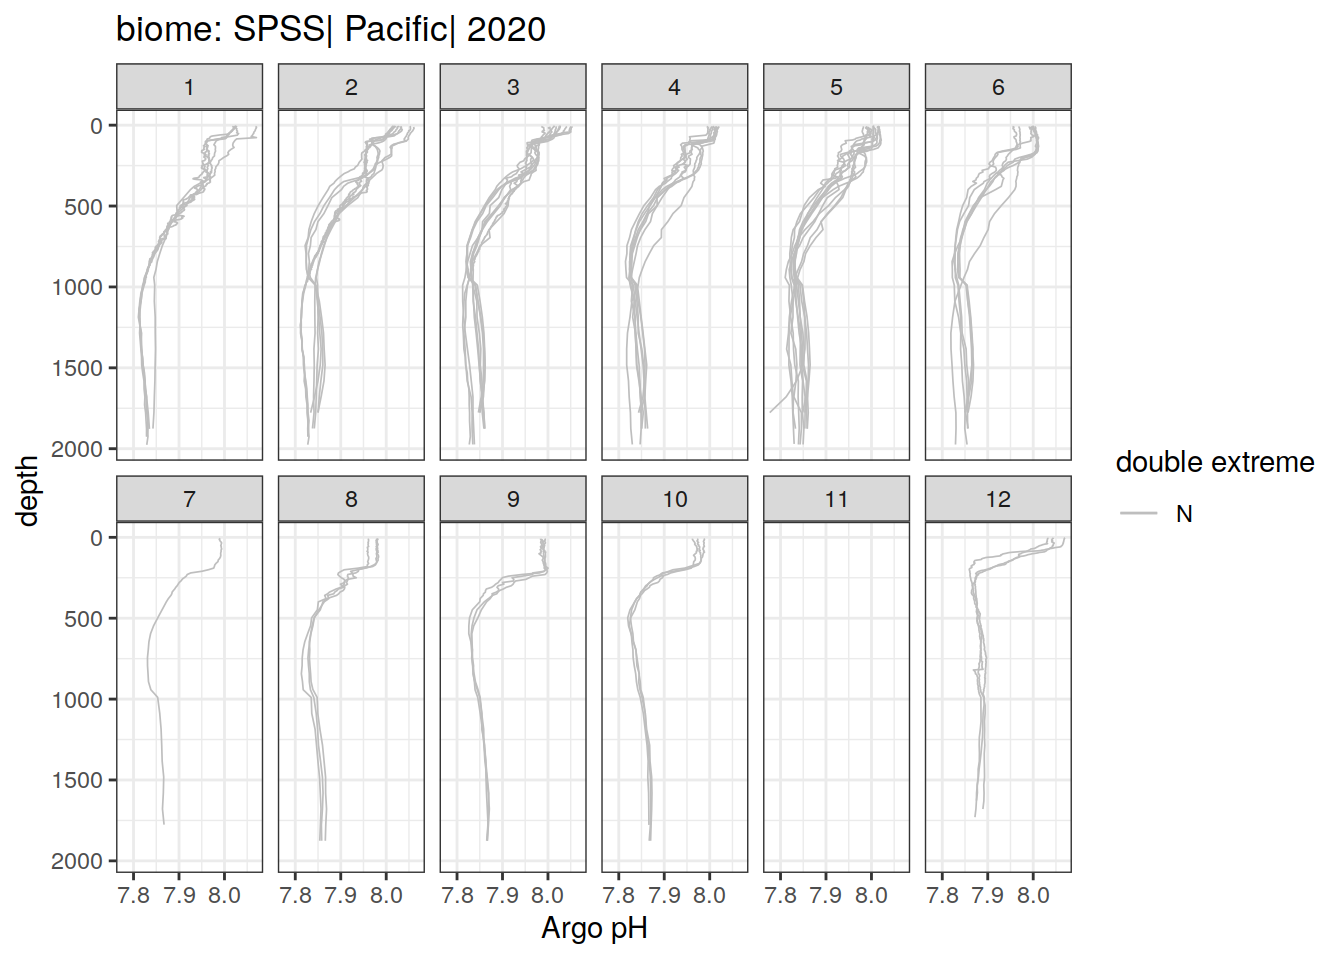 biome: SPSS| Pacific| 2020
1 2 3 4 5 6
0
500
1000
1500
2000
7 8 9 10 11 12
0
500
1000
1500
2000
7.8 7.9 8.0 7.8 7.9 8.0 7.8 7.9 8.0 7.8 7.9 8.0 7.8 7.9 8.0 7.8 7.9 8.0
Argo pH
depth
double extreme
N